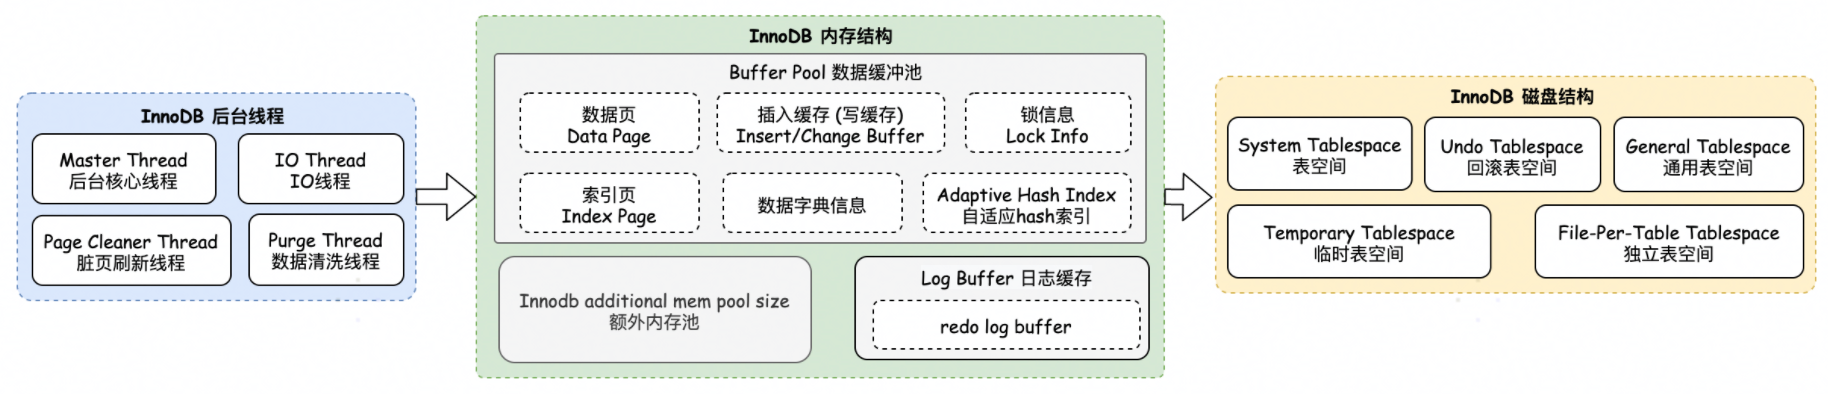 InnoDB 后台线程
Master Thread
后台核心线程
IO Thread
IO线程
Page Cleaner Thread
脏页刷新线程
Purge Thread
数据清洗线程
InnoDB 内存结构
Buffer Pool 数据缓冲池
数据页
Data Page
插入缓存 (写缓存)
Insert/Change Buffer
锁信息
Lock Info
索引页
Index Page
数据字典信息
Adaptive Hash Index
自适应hash索引
Innodb additional mem pool size
额外内存池
Log Buffer 日志缓存
redo log buffer
InnoDB 磁盘结构
System Tablespace
表空间
Undo Tablespace
回滚表空间
General Tablespace
通用表空间
Temporary Tablespace
临时表空间
File-Per-Table Tablespace
独立表空间